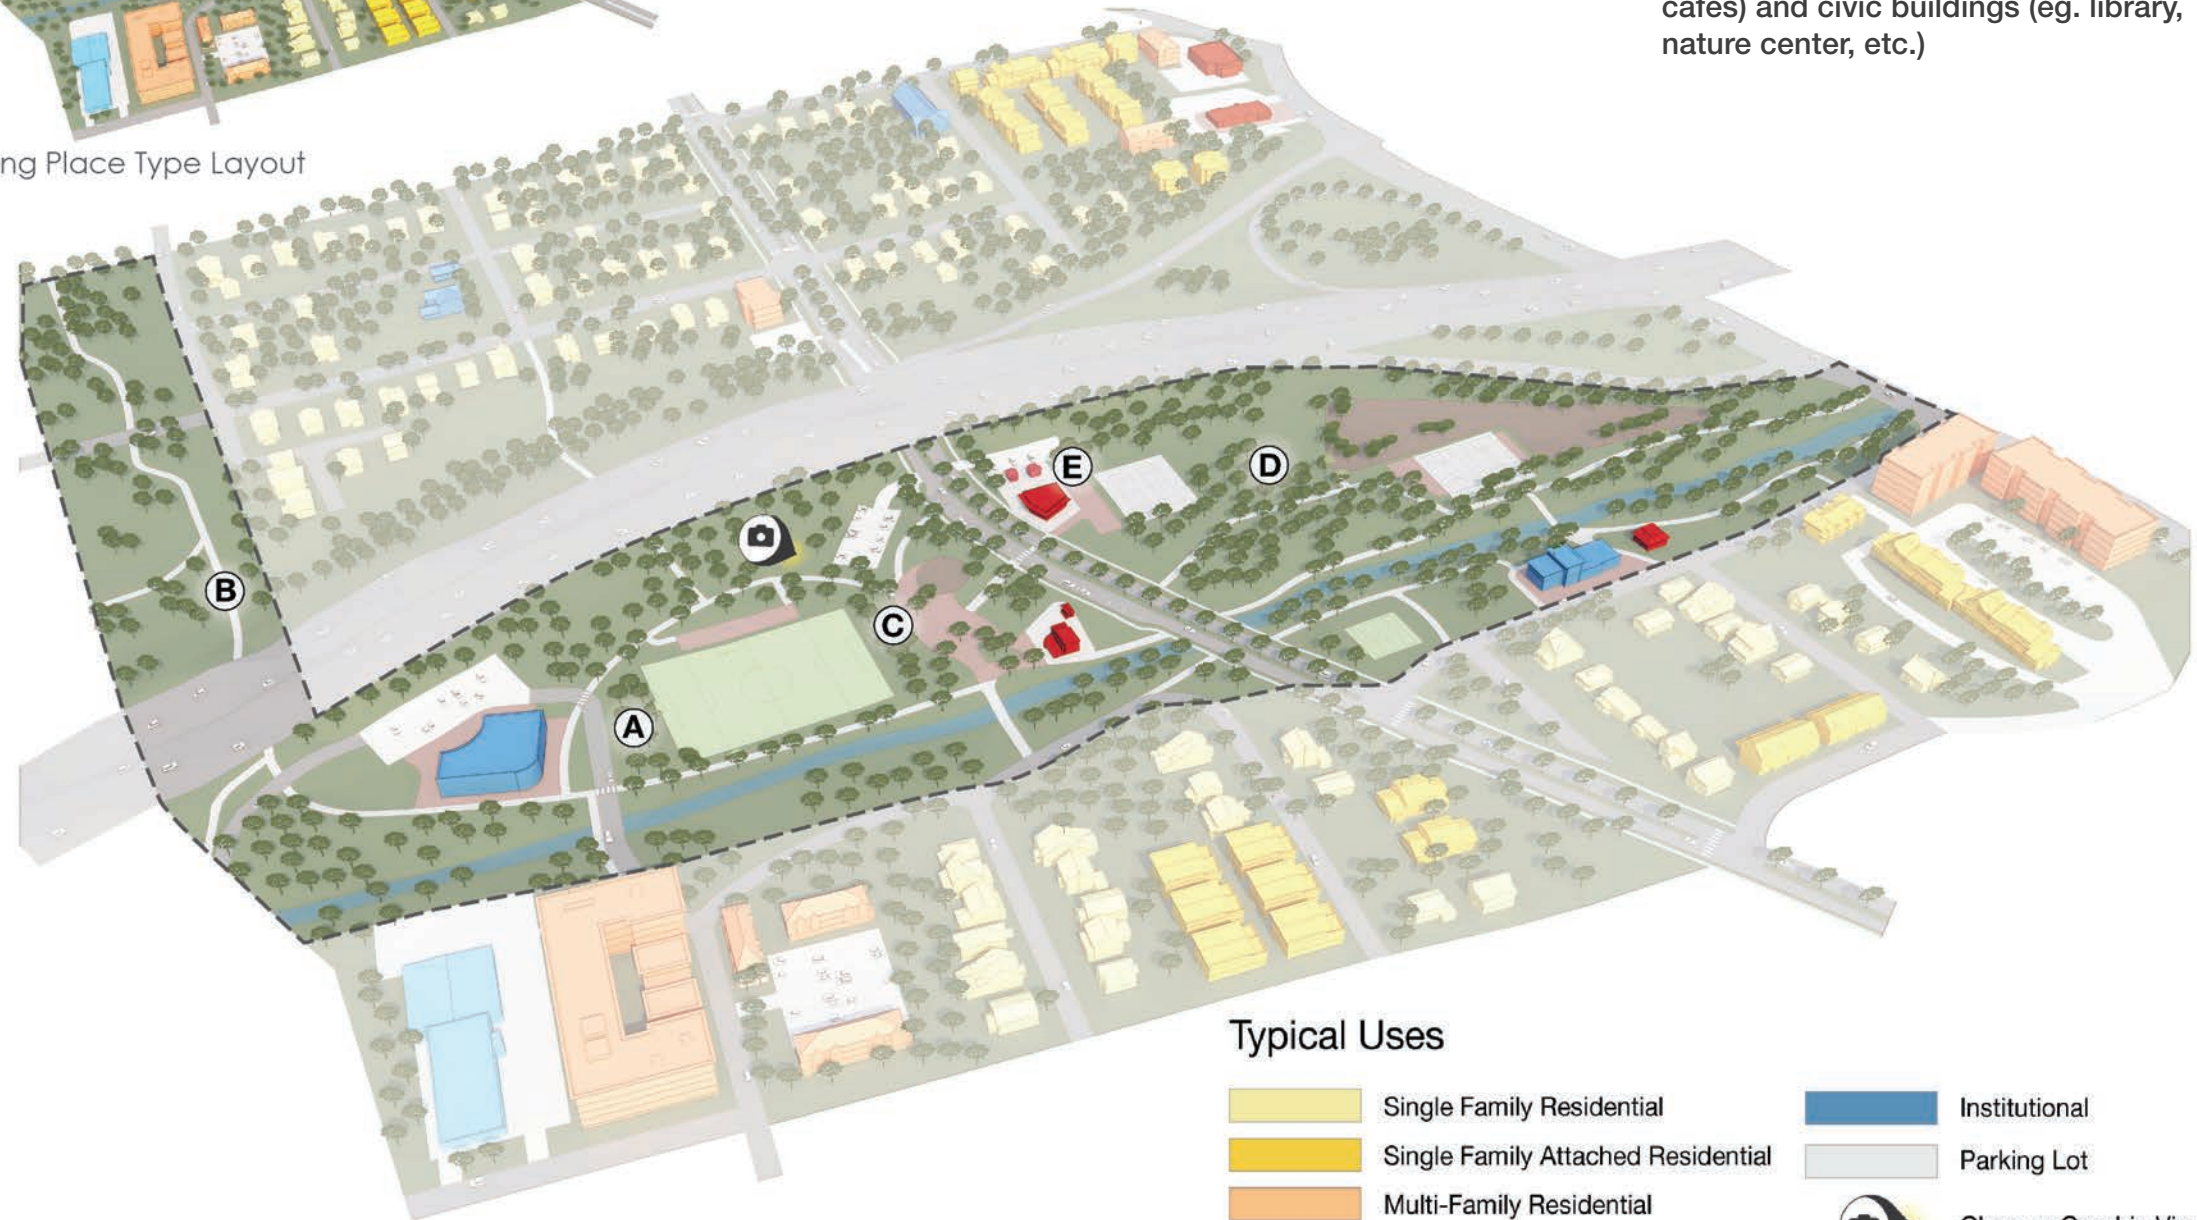 cafes) and civic buildings (eg. library,
nature center, etc.)
ng Place Type Layout
E
D
B
C
A
Typical Uses
Single Family Residential
Institutional
Single Family Attached Residential
Parking Lot
Multi-Family Residential